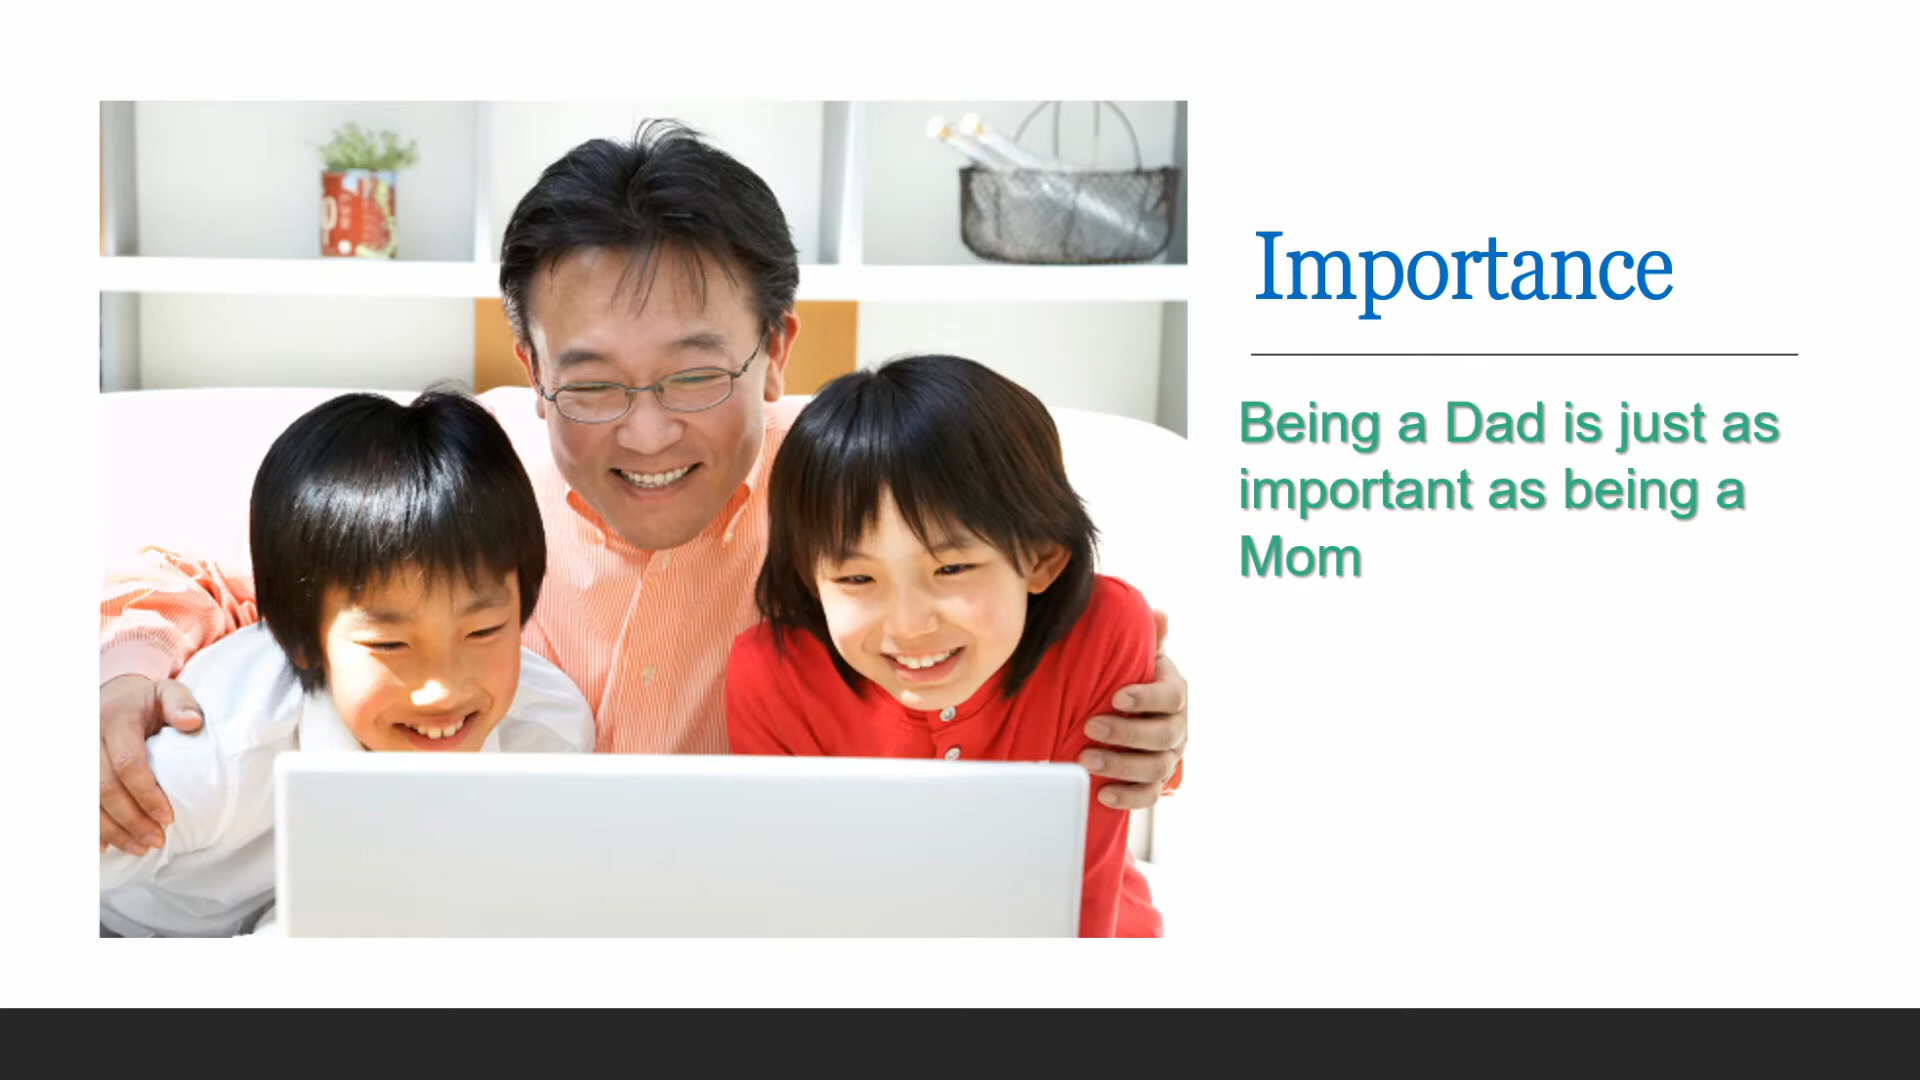 Importance
Being a Dad is just as
important as being a
Mom